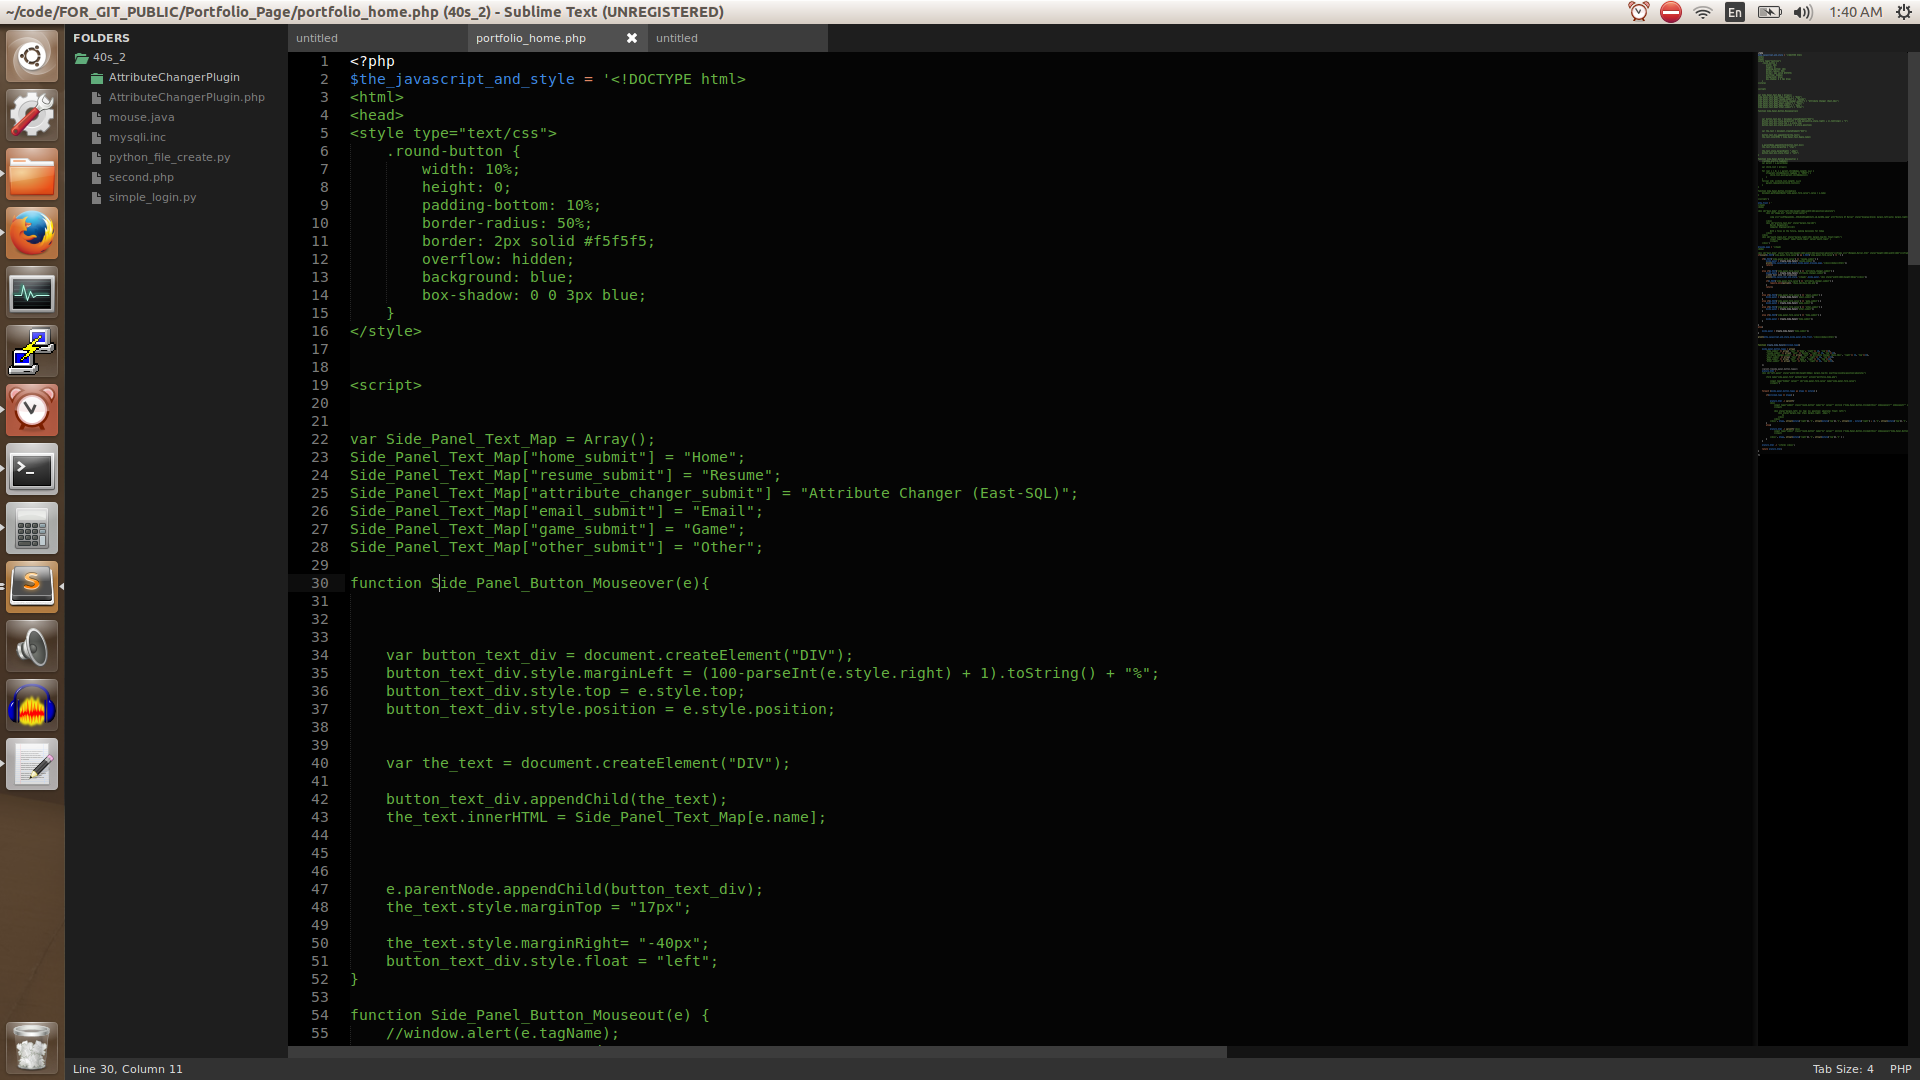 ~/code/FOR_GIT_PUBLIC/Portfolio_Page/portfolio_home.php (40s_2) - Sublime Text (UNREGISTERED)
En
1:40 AM
FOLDERS
40s_2
AttributeChangerPlugin
AttributeChangerPlugin.php
mouse.java
mysqli.inc
python_file_create.py
second.php
simple_login.py
untitled
portfolio_home.php
untitled
1 <?php
2 $the_javascript_and_style = '<!DOCTYPE html>
3 <html>
4 <head>
5 <style type="text/css">
6     .round-button {
7         width: 10%;
8         height: 0;
9         padding-bottom: 10%;
10         border-radius: 50%;
11         border: 2px solid #f5f5f5;
12         overflow: hidden;
13         background: blue;
14         box-shadow: 0 0 3px blue;
15     }
16 </style>
17
18
19 <script>
20
21
22 var Side_Panel_Text_Map = Array();
23 Side_Panel_Text_Map["home_submit"] = "Home";
24 Side_Panel_Text_Map["resume_submit"] = "Resume";
25 Side_Panel_Text_Map["attribute_changer_submit"] = "Attribute Changer (East-SQL)";
26 Side_Panel_Text_Map["email_submit"] = "Email";
27 Side_Panel_Text_Map["game_submit"] = "Game";
28 Side_Panel_Text_Map["other_submit"] = "Other";
29
30 function Side_Panel_Button_Mouseover(e){
31
32
33
34     var button_text_div = document.createElement("DIV");
35     button_text_div.style.marginLeft = (100-parseInt(e.style.right) + 1).toString() + "%";
36     button_text_div.style.top = e.style.top;
37     button_text_div.style.position = e.style.position;
38
39
40     var the_text = document.createElement("DIV");
41
42     button_text_div.appendChild(the_text);
43     the_text.innerHTML = Side_Panel_Text_Map[e.name];
44
45
46
47     e.parentNode.appendChild(button_text_div);
48     the_text.style.marginTop = "17px";
49
50     the_text.style.marginRight= "-40px";
51     button_text_div.style.float = "left";
52 }
53
54 function Side_Panel_Button_Mouseout(e) {
55     //window.alert(e.tagName);
Line 30, Column 11
Tab Size: 4
PHP